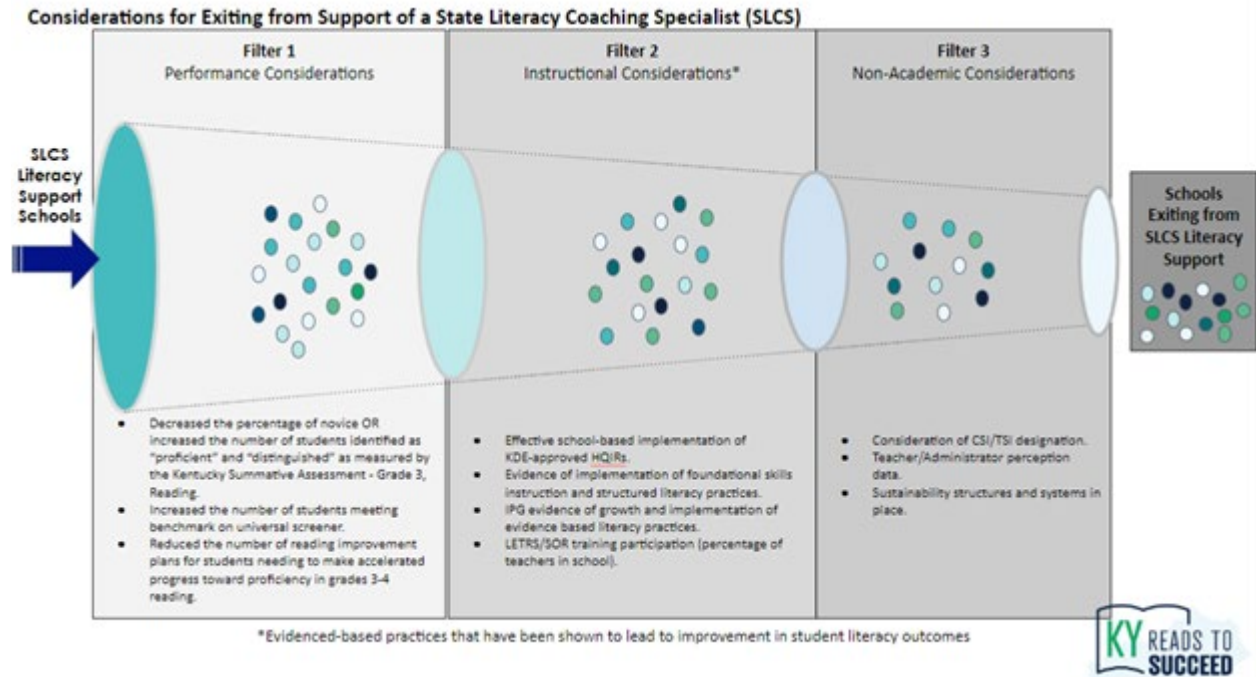 Considerations for Exiting from Support of a State Literacy Coaching Specialist (SLCS)
SLCS
Literacy
Support
Schools
Filter 1
Performance Considerations
• Decreased the percentage of novice OR
increased the number of students identified as
"proficient" and "distinguished" as measured by
the Kentucky Summative Assessment - Grade 3,
Reading.
• Increased the number of students meeting
benchmark on universal screener.
• Reduced the number of reading improvement
plans for students needing to make accelerated
progress toward proficiency in grades 3-4
reading.
Filter 2
Instructional Considerations*
• Effective school-based implementation of
KDE-approved HQIRs.
• Evidence of implementation of foundational skills
instruction and structured literacy practices.
• IPG evidence of growth and implementation of
evidence based literacy practices.
• LETRS/SOR training participation (percentage of
teachers in school).
Filter 3
Non-Academic Considerations
• Consideration of CSI/TSI designation.
• Teacher/Administrator perception
data.
• Sustainability structures and systems in
place.
Schools
Exiting from
SLCS Literacy
Support
*Evidenced-based practices that have been shown to lead to improvement in student literacy outcomes
KY READS TO
SUCCEED